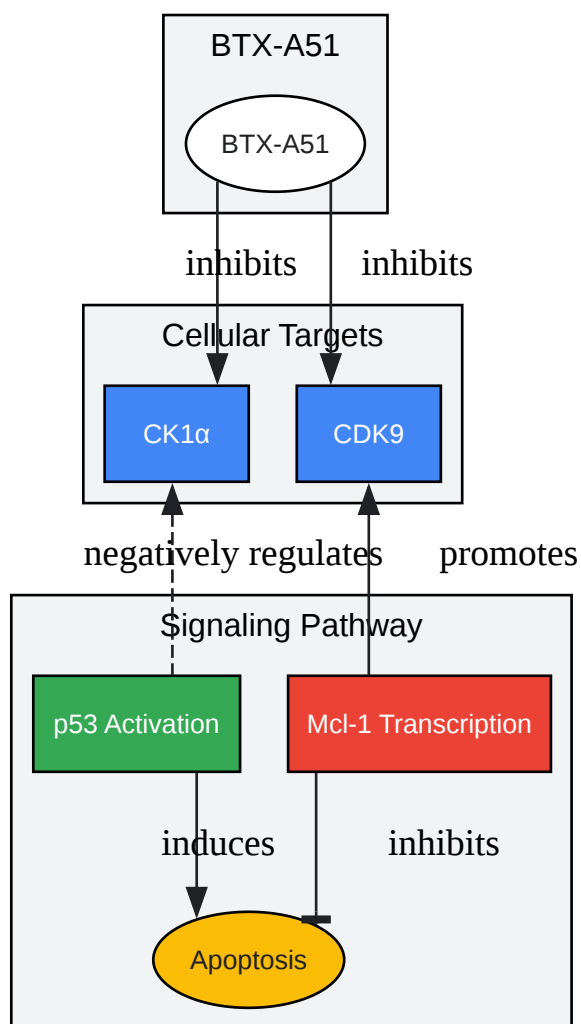 BTX-A51
BTX-A51
inhibits inhibits
Cellular Targets
CK1α CDK9
negatively regulates promotes
Signaling Pathway
p53 Activation Mcl-1 Transcription
induces inhibits
Apoptosis